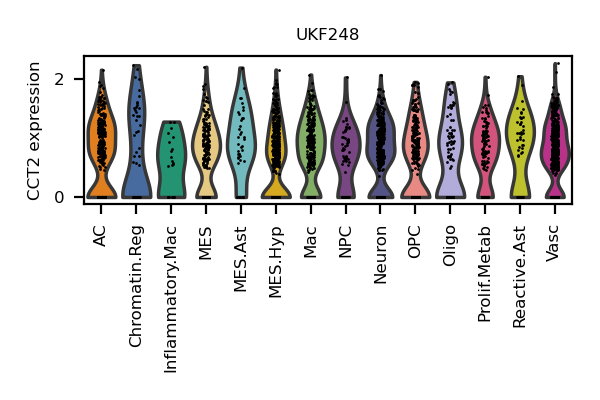 UKF248
CCT2 expression
2
0
AC
Chromatin.Reg
Inflammatory.Mac
MES
MES.Ast
MES.Hyp
Mac
NPC
Neuron
OPC
Oligo
Prolif.Metab
Reactive.Ast
Vasc